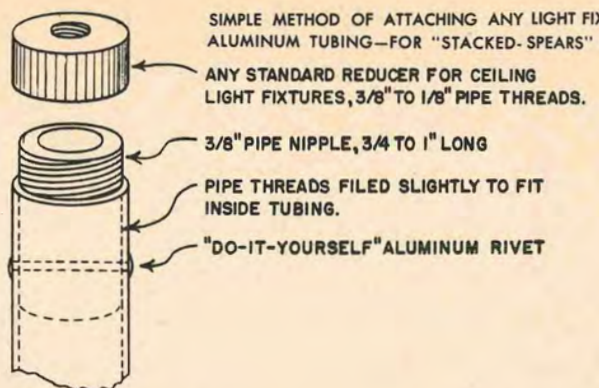 SIMPLE METHOD OF ATTACHING ANY LIGHT
ALUMINUM TUBING—FOR "STACKED-SPEARS"
ANY STANDARD REDUCER FOR CEILING
LIGHT FIXTURES, 3/8" TO 1/8" PIPE THREADS.
3/8" PIPE NIPPLE, 3/4 TO 1" LONG
PIPE THREADS FILED SLIGHTLY TO FIT
INSIDE TUBING.
"DO-IT-YOURSELF" ALUMINUM RIVET